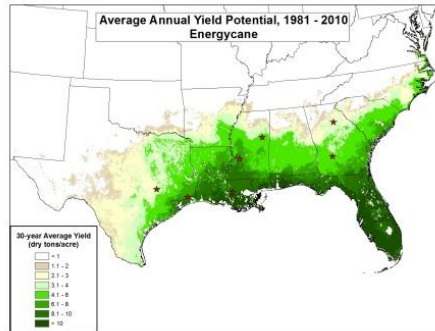 Average Annual Yield Potential, 1981 - 2010
Energycane
30-year Average Yield
(dry tons/acre)
< 1
1.1 - 2
2.1 - 3
3.1 - 4
4.1 - 6
6.1 - 8
8.1 - 10
> 10